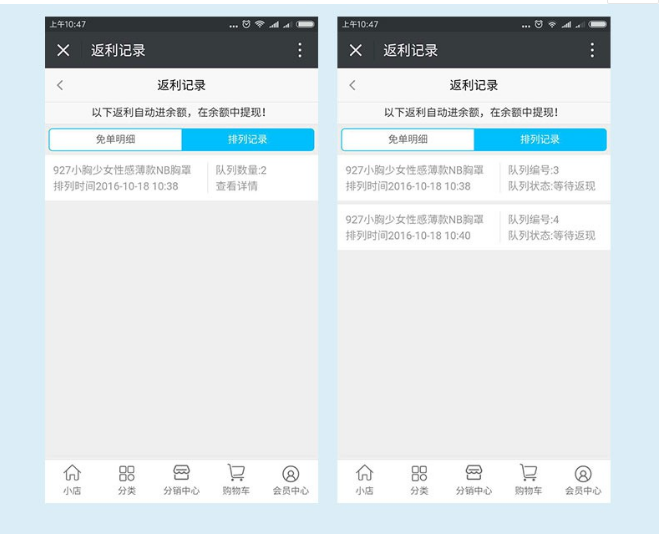 上午10:47
返利记录
返利记录
以下返利自动进余额，在余额中提现！
免单明细 排列记录
927小胸少女性感薄款NB胸罩 队列数量:2
排列时间2016-10-18 10:38 查看详情
小店 分类 分销中心 购物车 会员中心
上午10:47
返利记录
返利记录
以下返利自动进余额，在余额中提现！
免单明细 排列记录
927小胸少女性感薄款NB胸罩 队列编号:3
排列时间2016-10-18 10:38 队列状态:等待返现
927小胸少女性感薄款NB胸罩 队列编号:4
排列时间2016-10-18 10:40 队列状态:等待返现
小店 分类 分销中心 购物车 会员中心